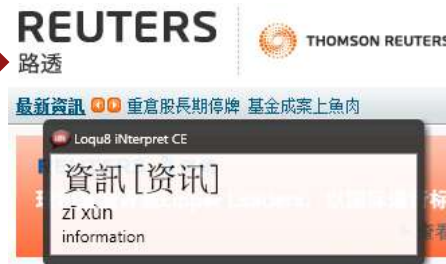 REUTERS
路透
THOMSON REUTERS
最新資訊 重倉股長期停牌 基金成案上魚肉
Loqu8 iNterpret CE
資訊 [资讯]
zī xùn
information